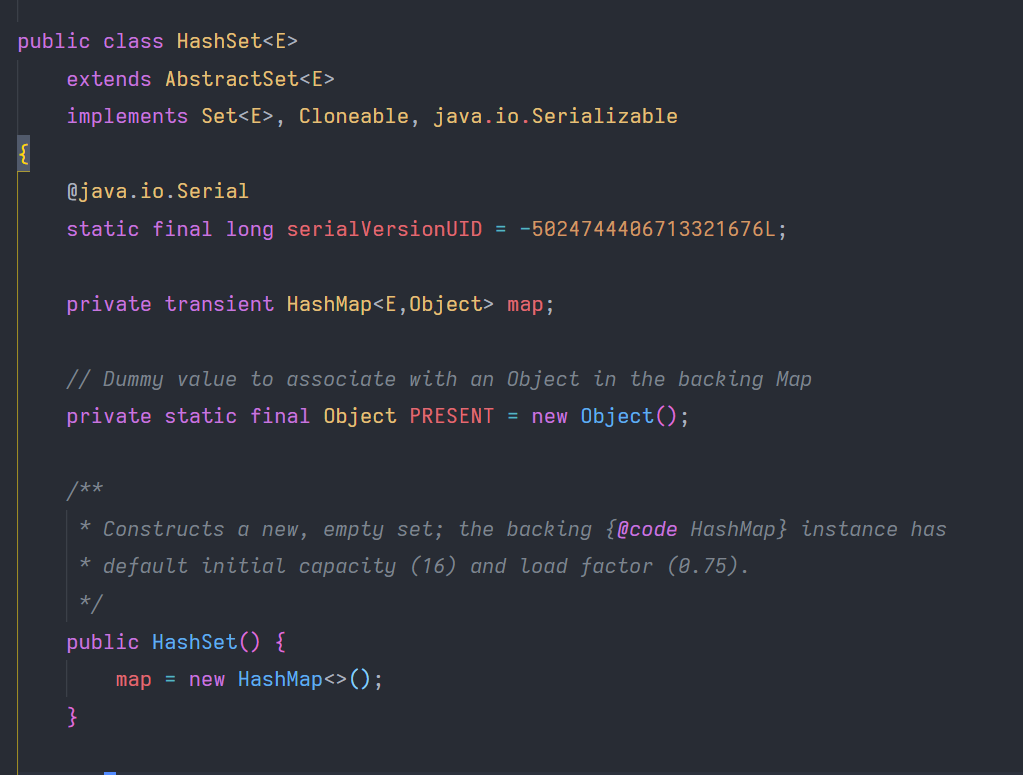 public class HashSet<E>
    extends AbstractSet<E>
    implements Set<E>, Cloneable, java.io.Serializable
{
    @java.io.Serial
    static final long serialVersionUID = -5024744406713321676L;
    private transient HashMap<E,Object> map;
    // Dummy value to associate with an Object in the backing Map
    private static final Object PRESENT = new Object();
    /**
     * Constructs a new, empty set; the backing {@code HashMap} instance has
     * default initial capacity (16) and load factor (0.75).
     */
    public HashSet() {
        map = new HashMap<>();
    }